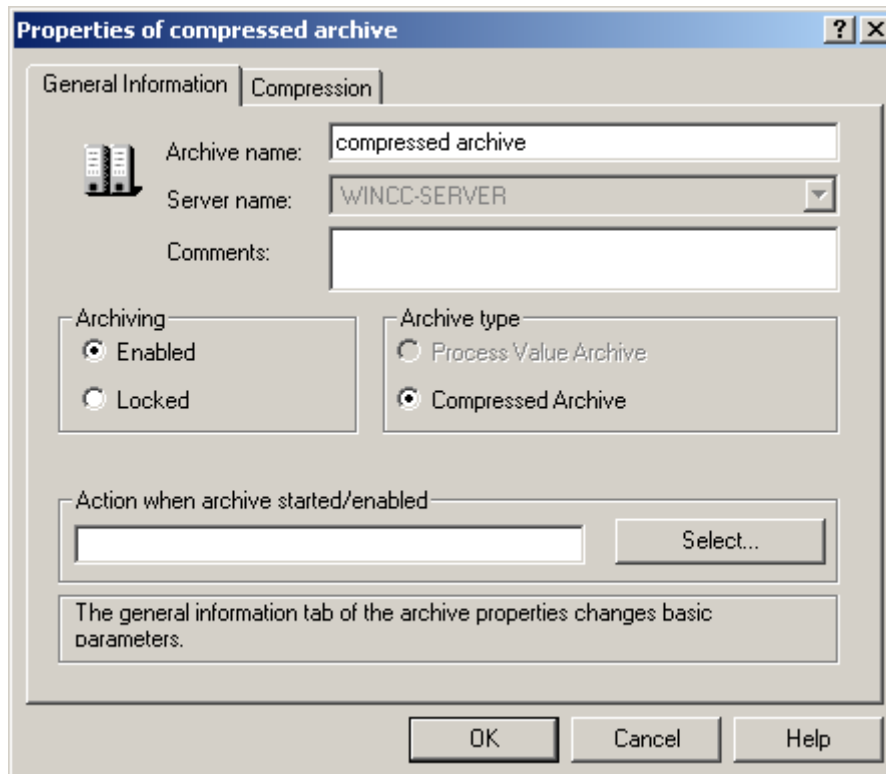 Properties of compressed archive
General Information
Compression
Archive name:
compressed archive
Server name:
WINCC-SERVER
Comments:
Archiving
Enabled
Locked
Archive type
Process Value Archive
Compressed Archive
Action when archive started/enabled
Select...
The general information tab of the archive properties changes basic
parameters.
OK
Cancel
Help